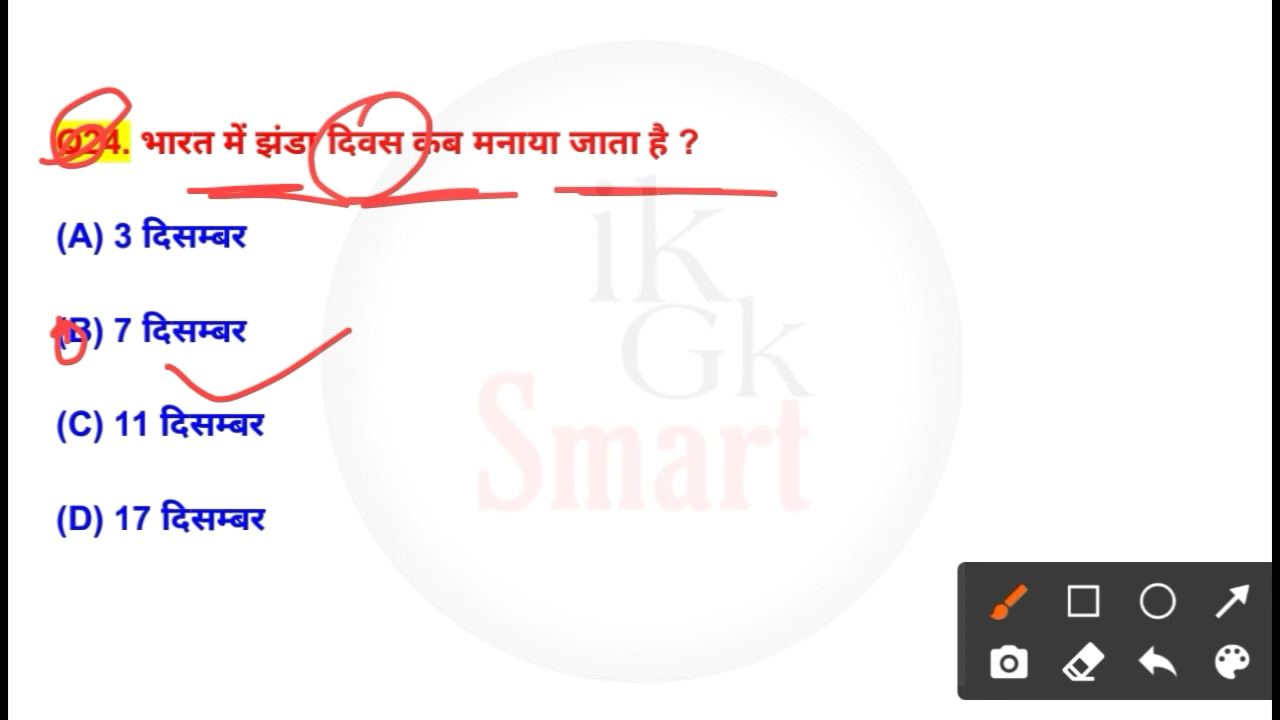 Q24. भारत में झंडा दिवस कब मनाया जाता है ?
(A) 3 दिसम्बर
(B) 7 दिसम्बर
(C) 11 दिसम्बर
(D) 17 दिसम्बर
ik
Gk
Smart